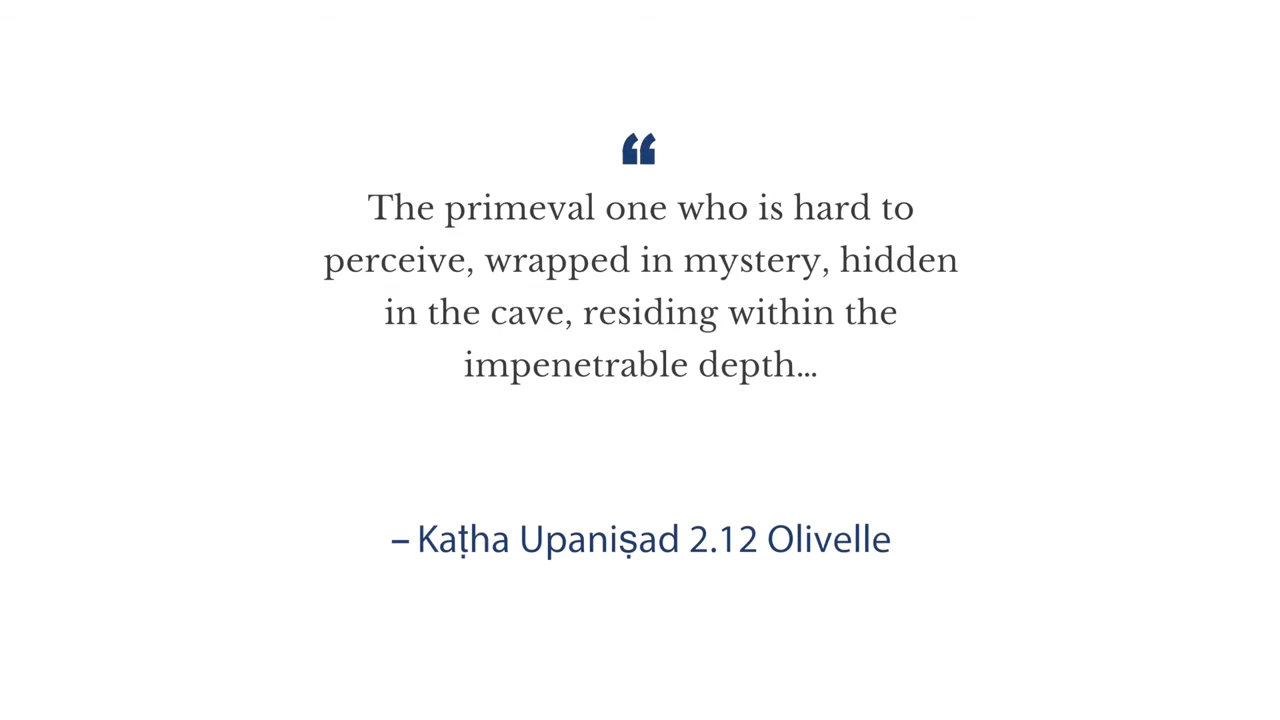 “
The primeval one who is hard to
perceive, wrapped in mystery, hidden
in the cave, residing within the
impenetrable depth…
– Kaṭha Upaniṣad 2.12 Olivelle